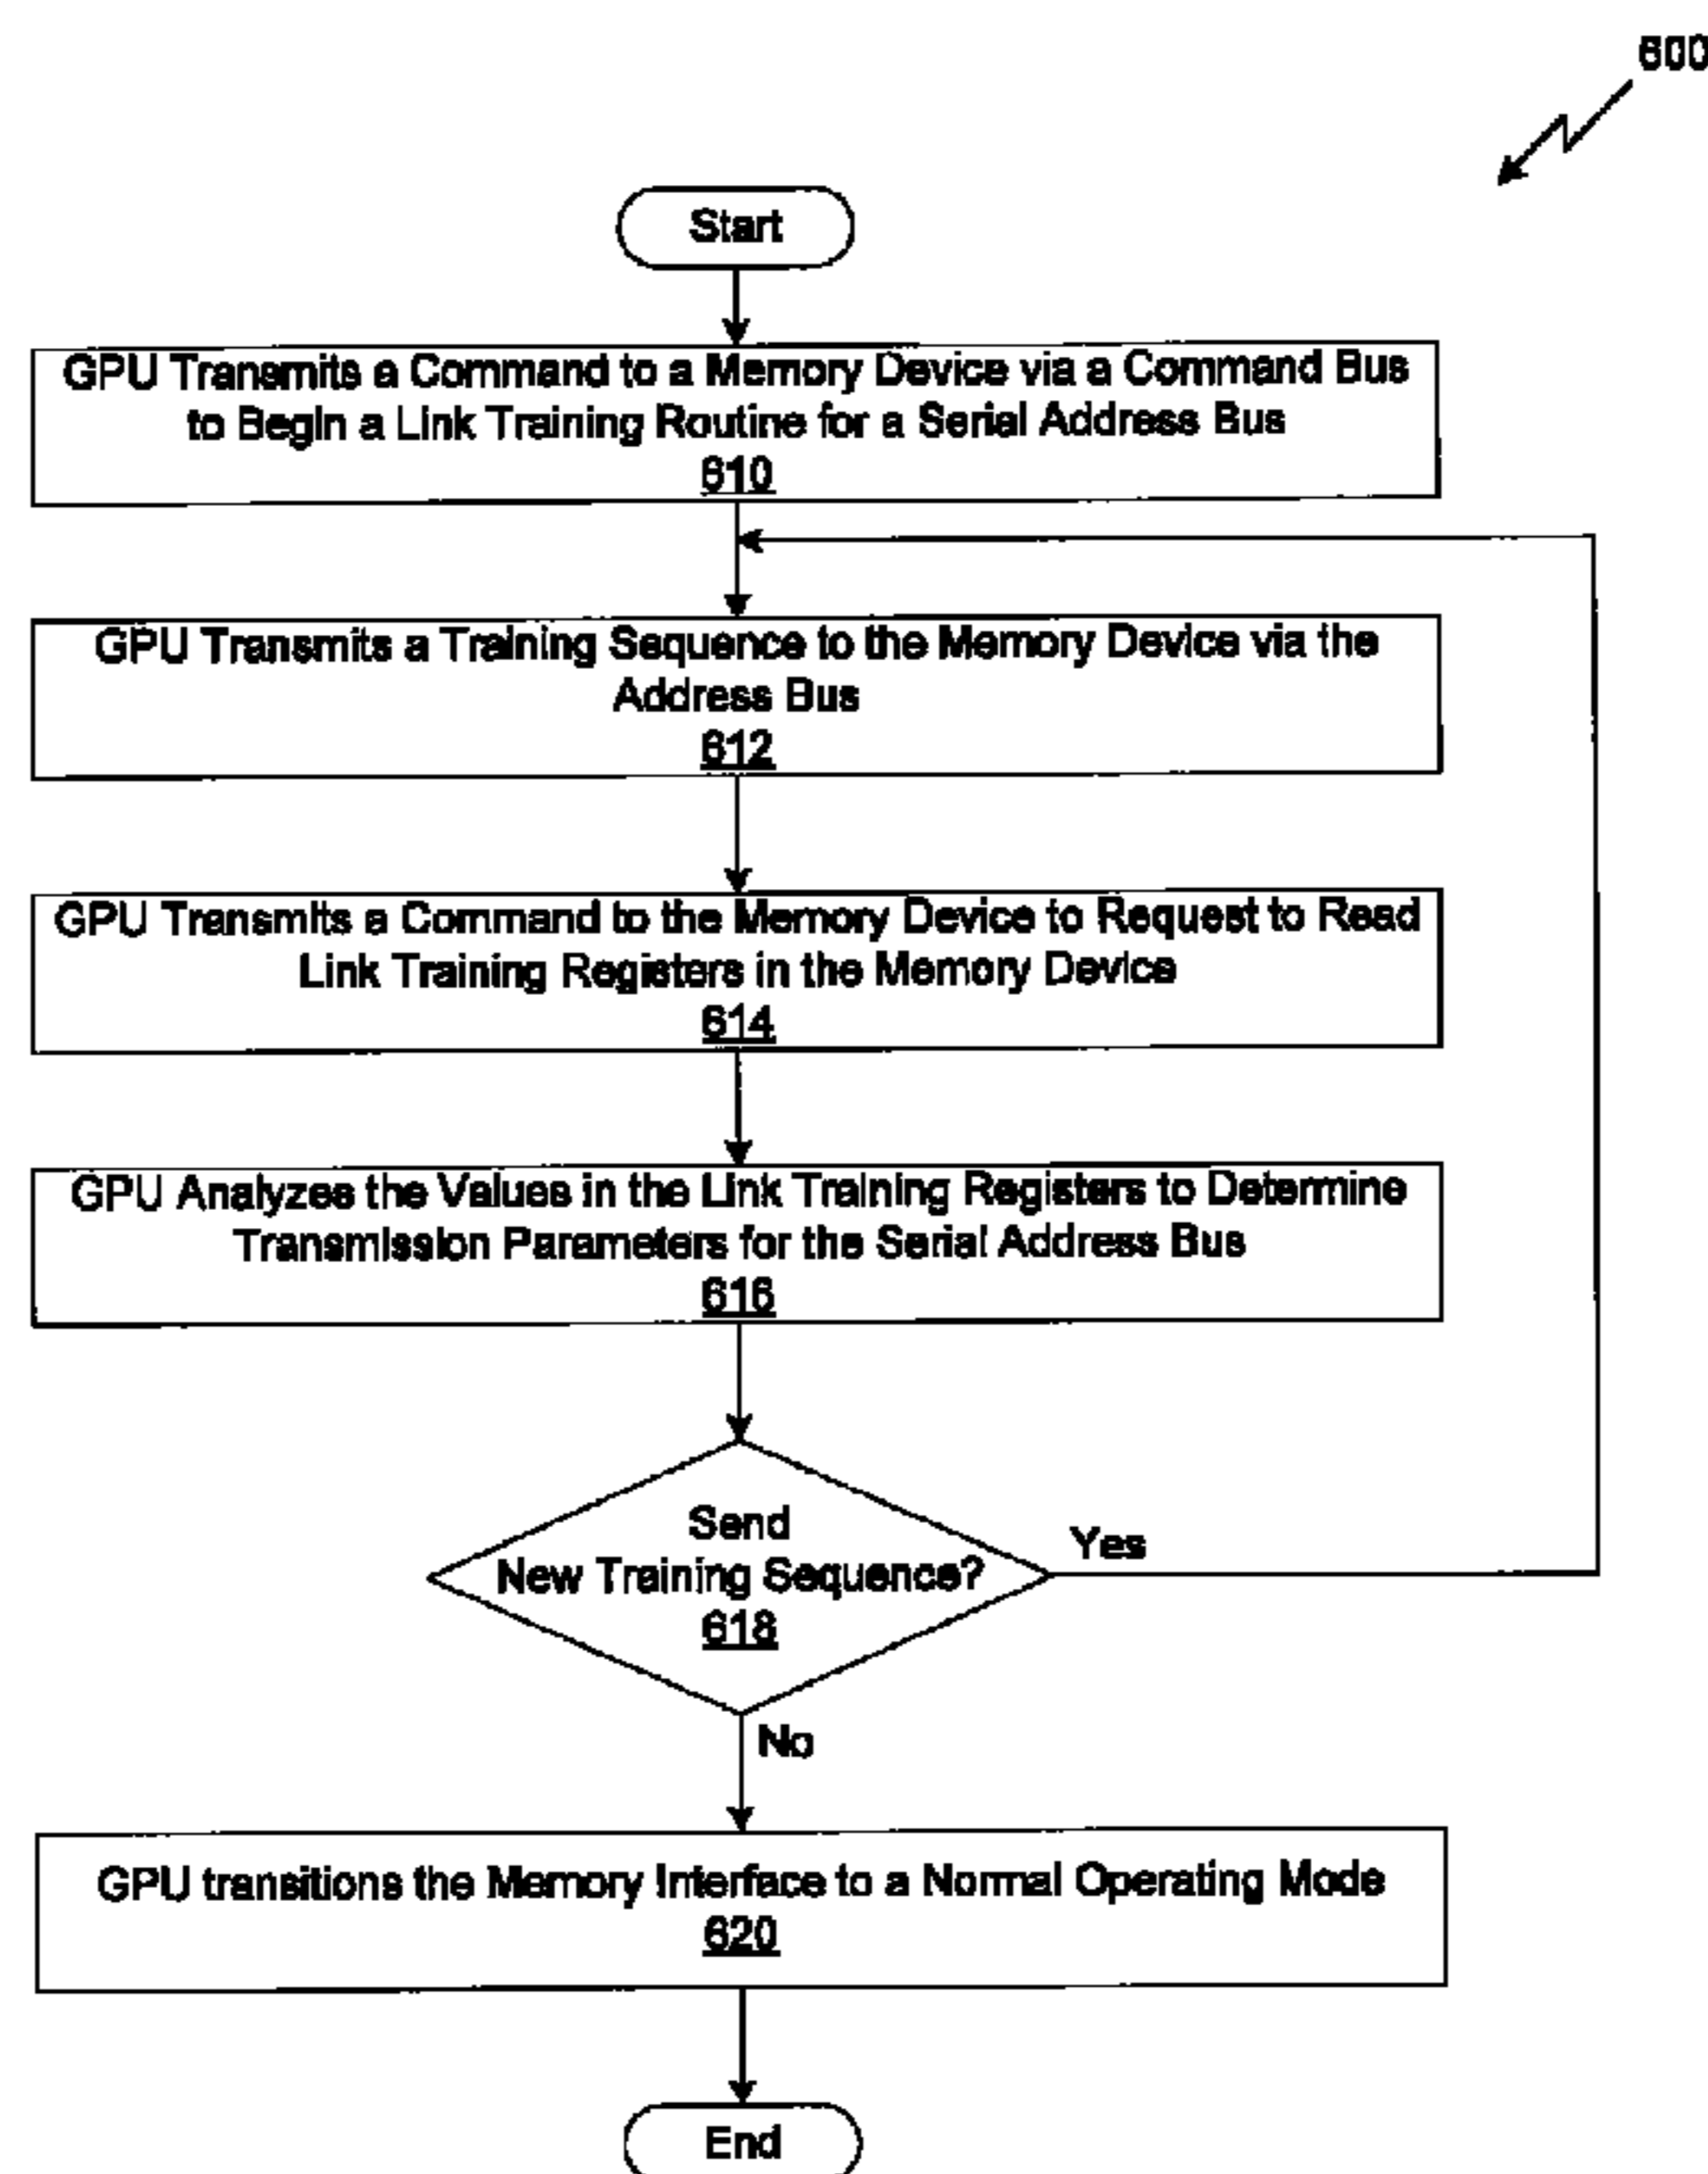 600
Start
GPU Transmits a Command to a Memory Device via a Command Bus
to Begin a Link Training Routine for a Serial Address Bus
610
GPU Transmits a Training Sequence to the Memory Device via the
Address Bus
612
GPU Transmits a Command to the Memory Device to Request to Read
Link Training Registers in the Memory Device
614
GPU Analyzes the Values in the Link Training Registers to Determine
Transmission Parameters for the Serial Address Bus
616
Send
New Training Sequence?
618
Yes
No
GPU transitions the Memory Interface to a Normal Operating Mode
620
End